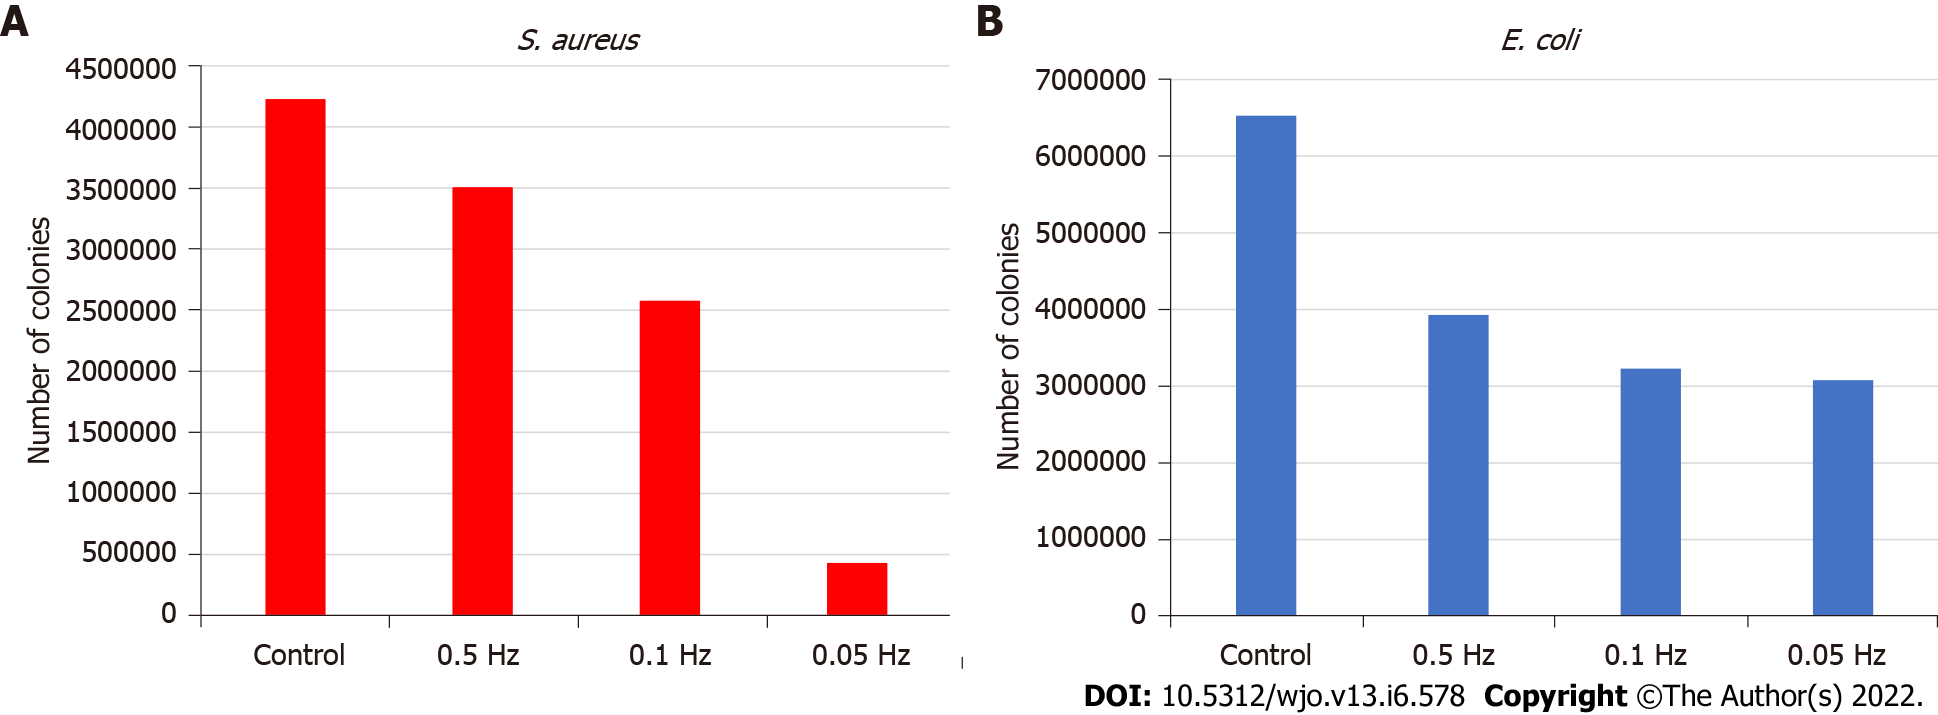 A
S. aureus
Number of colonies
4500000
4000000
3500000
3000000
2500000
2000000
1500000
1000000
500000
0
Control 0.5 Hz 0.1 Hz 0.05 Hz
B
E. coli
Number of colonies
7000000
6000000
5000000
4000000
3000000
2000000
1000000
0
Control 0.5 Hz 0.1 Hz 0.05 Hz
DOI: 10.5312/wjo.v13.i6.578 Copyright ©The Author(s) 2022.